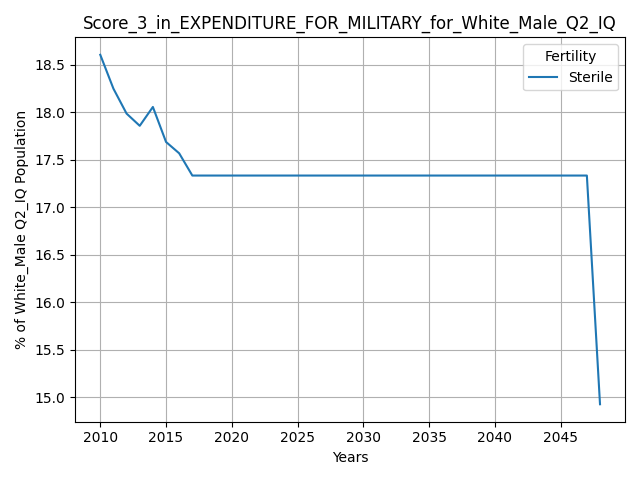 Score_3_in_EXPENDITURE_FOR_MILITARY_for_White_Male_Q2_IQ
Fertility
Sterile
% of White_Male Q2_IQ Population
18.5
18.0
17.5
17.0
16.5
16.0
15.5
15.0
2010 2015 2020 2025 2030 2035 2040 2045
Years